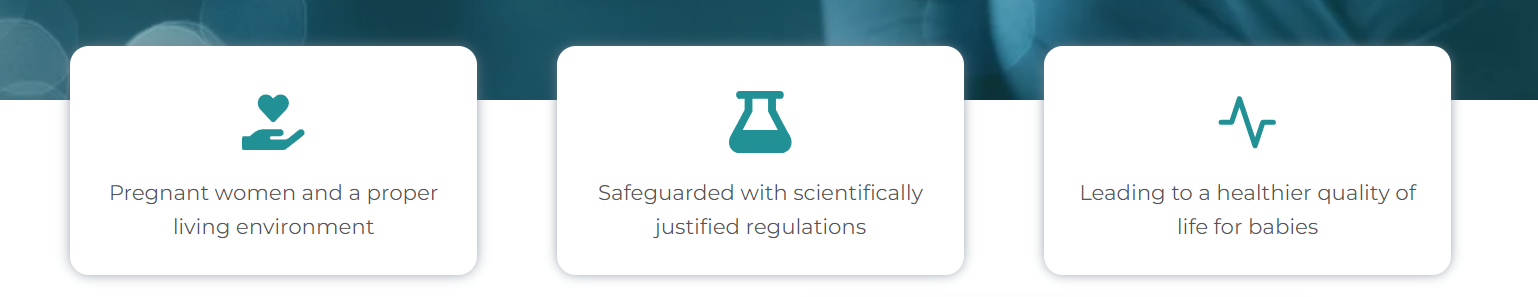 Pregnant women and a proper
living environment
Safeguarded with scientifically
justified regulations
Leading to a healthier quality of
life for babies